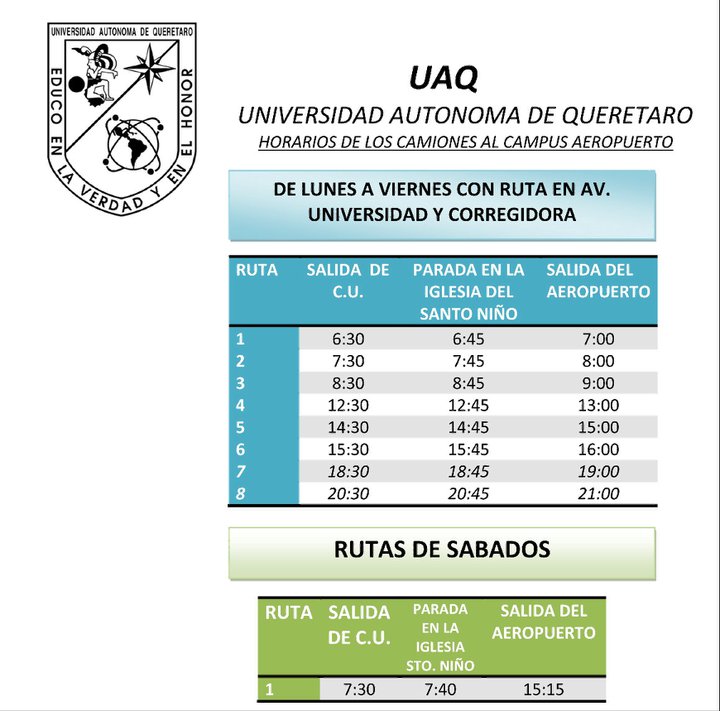 UNIVERSIDAD AUTONOMA DE QUERETARO
EDUCO EN LA VERDAD Y EN EL HONOR
UAQ
UNIVERSIDAD AUTONOMA DE QUERETARO
HORARIOS DE LOS CAMIONES AL CAMPUS AEROPUERTO
DE LUNES A VIERNES CON RUTA EN AV.
UNIVERSIDAD Y CORREGIDORA
RUTA SALIDA DE C.U. PARADA EN LA IGLESIA DEL SANTO NIÑO SALIDA DEL AEROPUERTO
1 6:30 6:45 7:00
2 7:30 7:45 8:00
3 8:30 8:45 9:00
4 12:30 12:45 13:00
5 14:30 14:45 15:00
6 15:30 15:45 16:00
7 18:30 18:45 19:00
8 20:30 20:45 21:00
RUTAS DE SABADOS
RUTA SALIDA DE C.U. PARADA EN LA IGLESIA STO. NIÑO SALIDA DEL AEROPUERTO
1 7:30 7:40 15:15